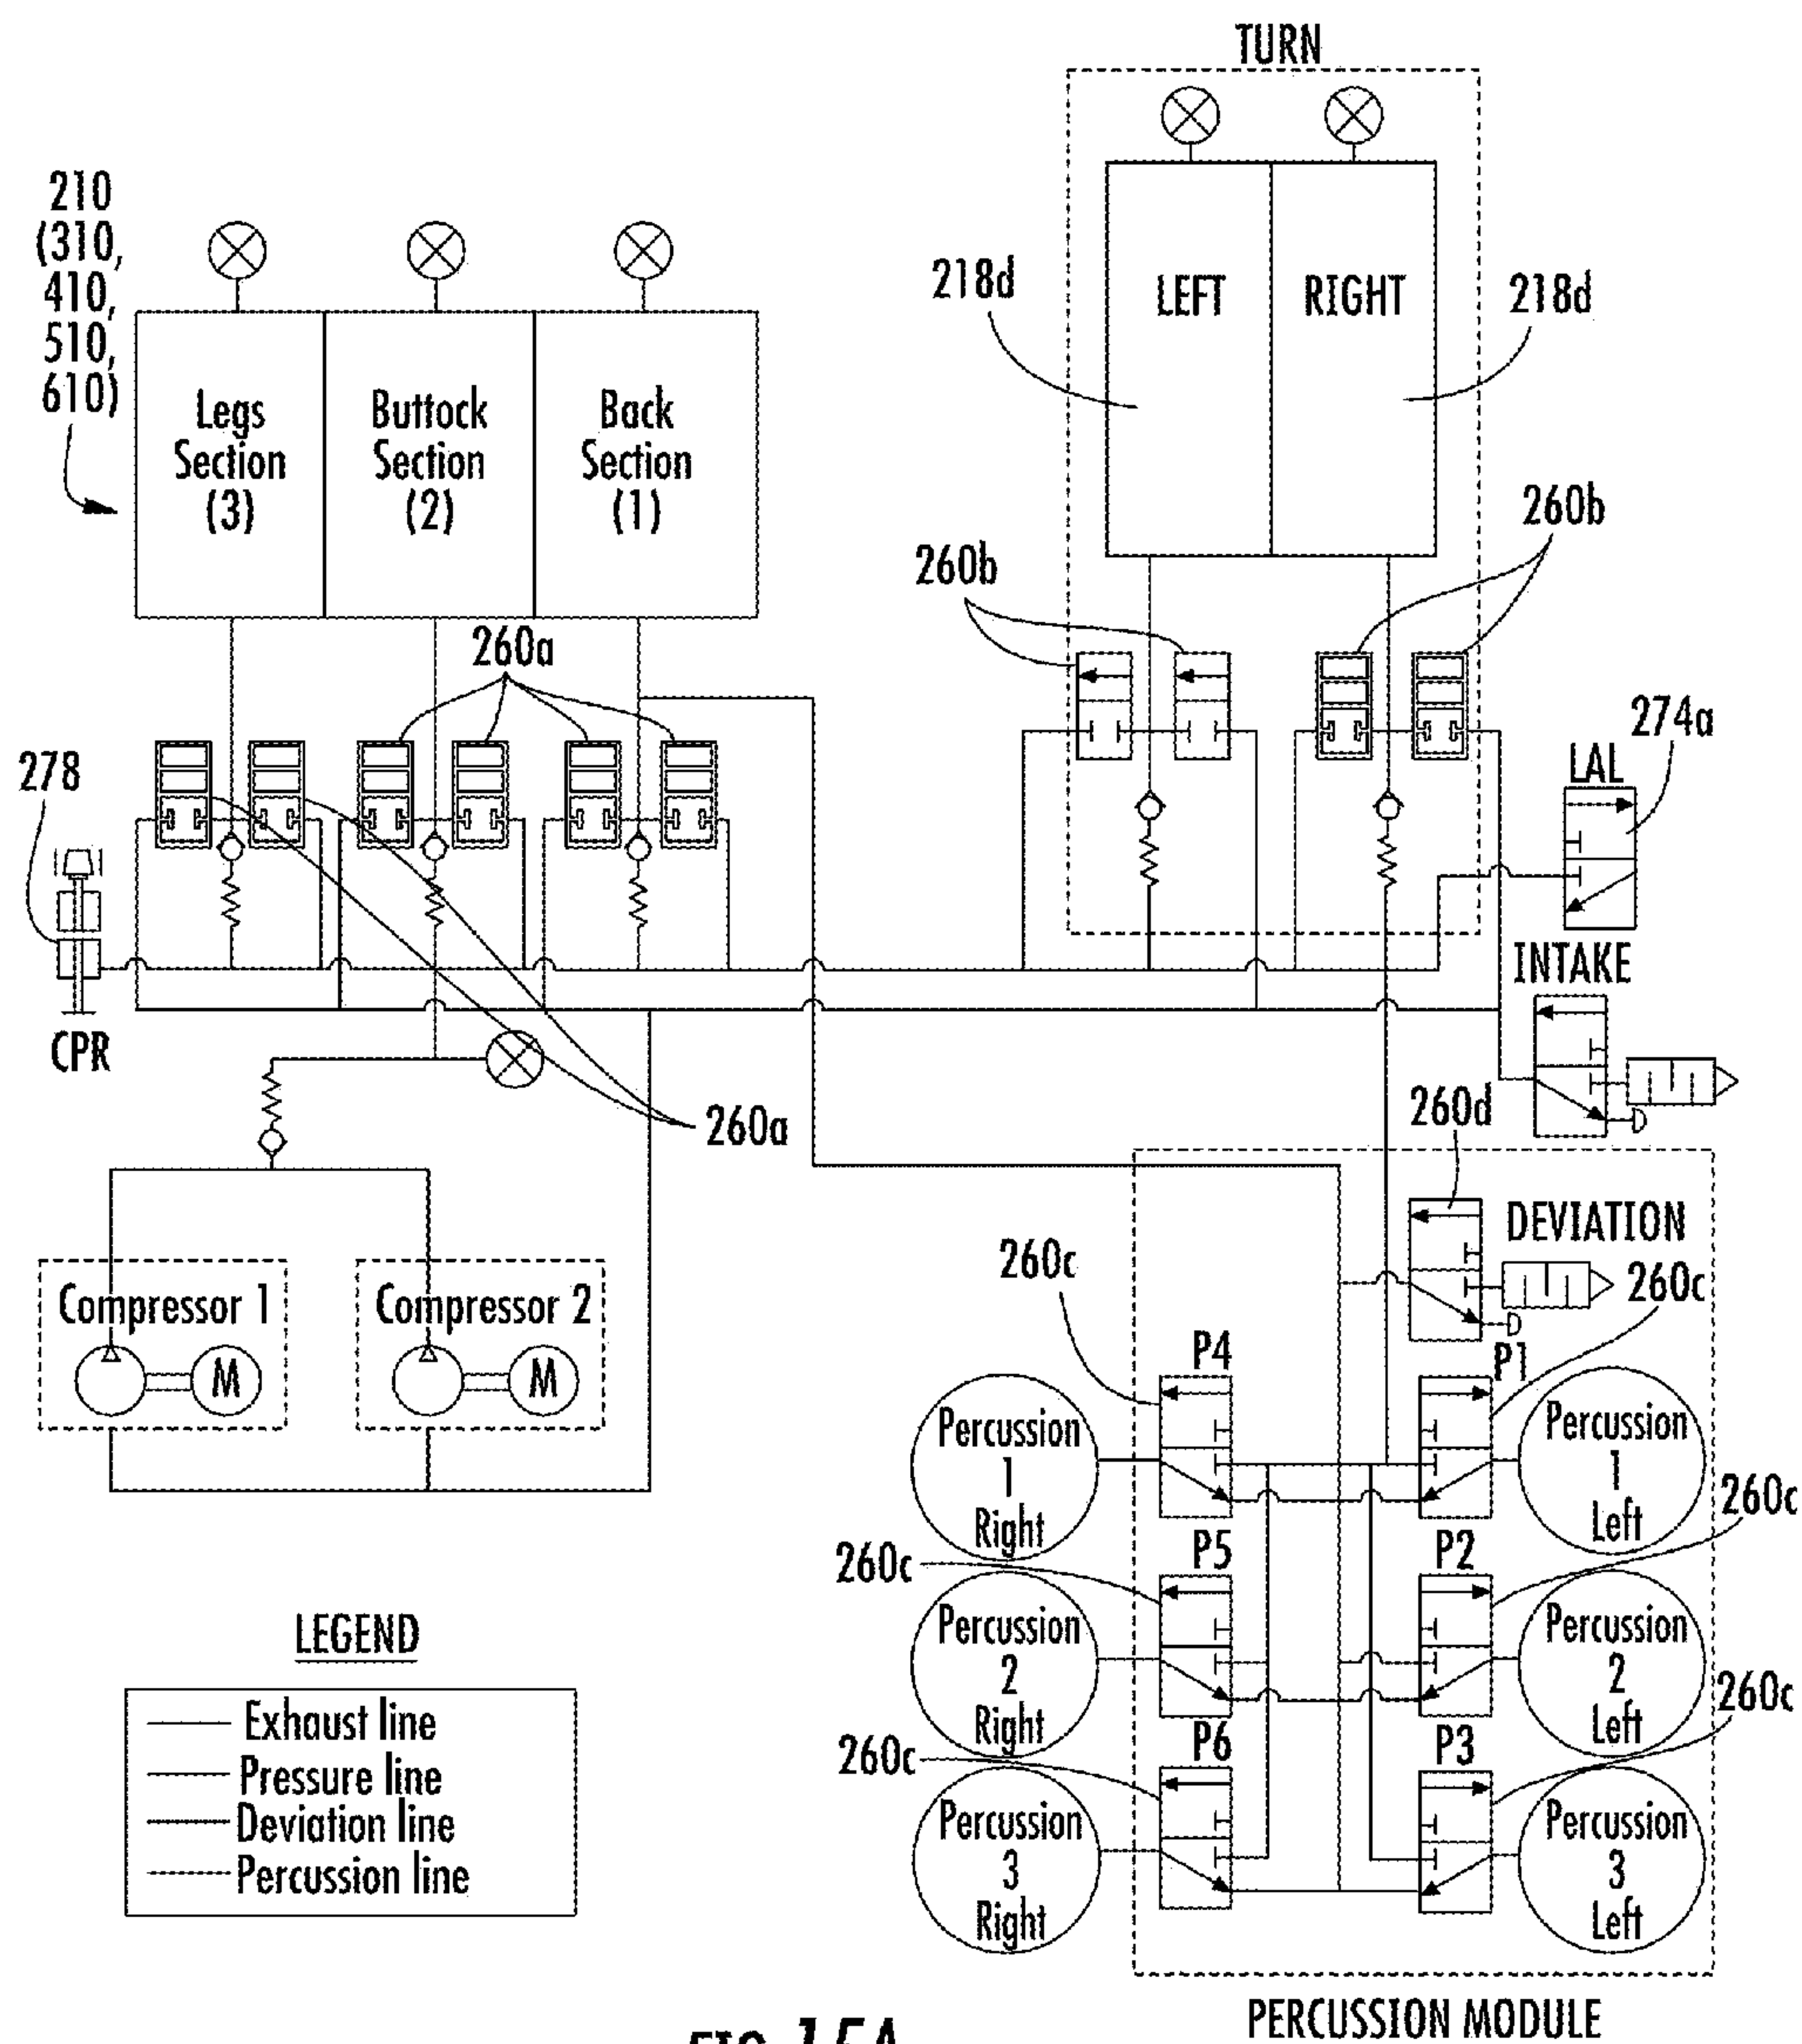 TURN
210
(310,
410,
510,
610)
218d
LEFT
RIGHT
218d
Legs
Section
(3)
Buttock
Section
(2)
Back
Section
(1)
260b
260b
260a
274a
LAL
278
INTAKE
CPR
260a
260d
DEVIATION
260c
260c
Compressor 1
Compressor 2
M
M
P4
P1
Percussion
1
Right
Percussion
1
Left
260c
260c
P5
P2
Percussion
2
Right
Percussion
2
Left
260c
260c
P6
P3
Percussion
3
Right
Percussion
3
Left
LEGEND
Exhaust line
Pressure line
Deviation line
Percussion line
PERCUSSION MODULE
FIG. 15A